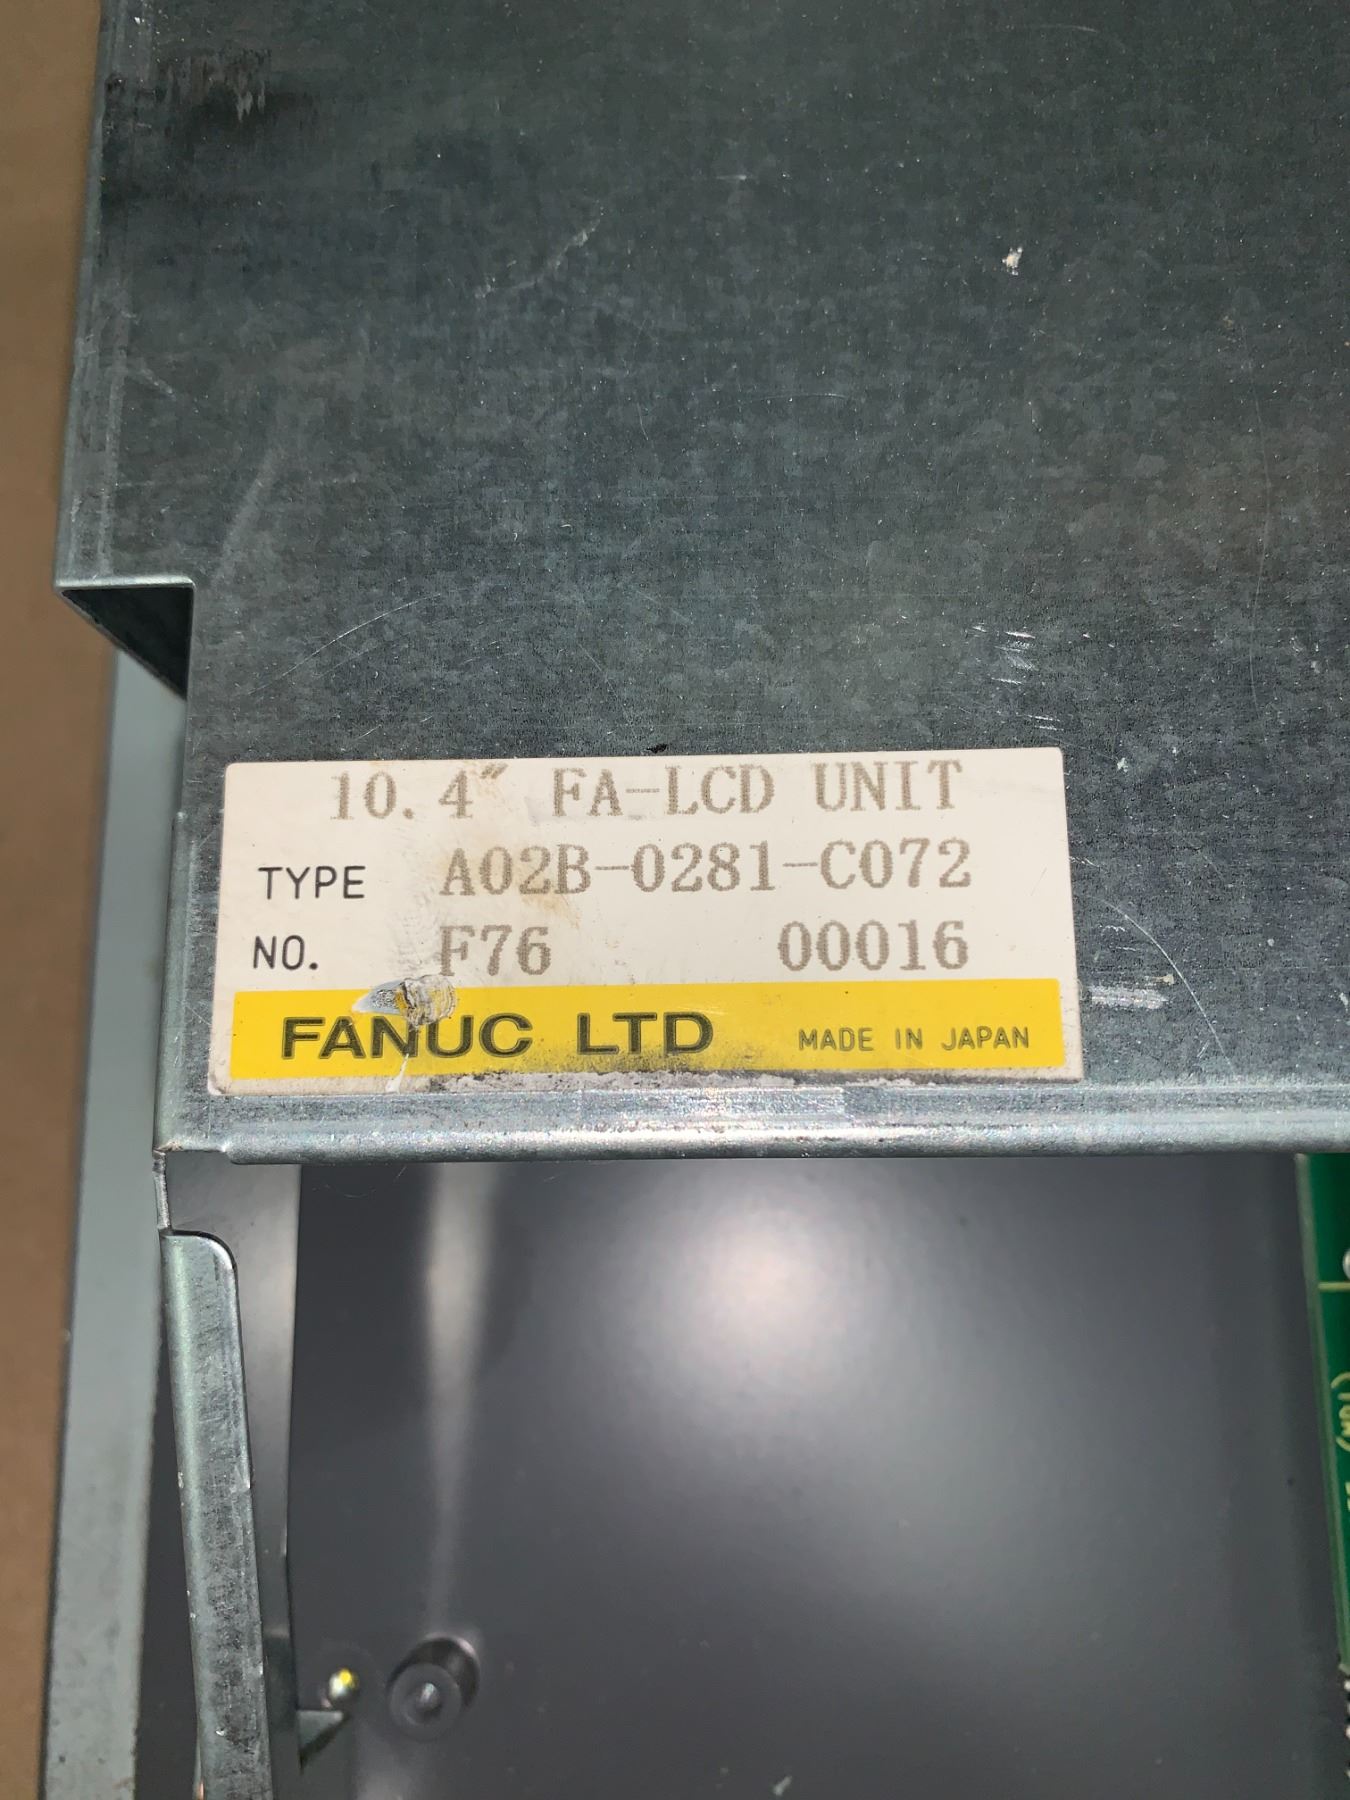 10.4" FA-LCD UNIT
TYPE A02B-0281-C072
NO. F76 00016
FANUC LTD MADE IN JAPAN